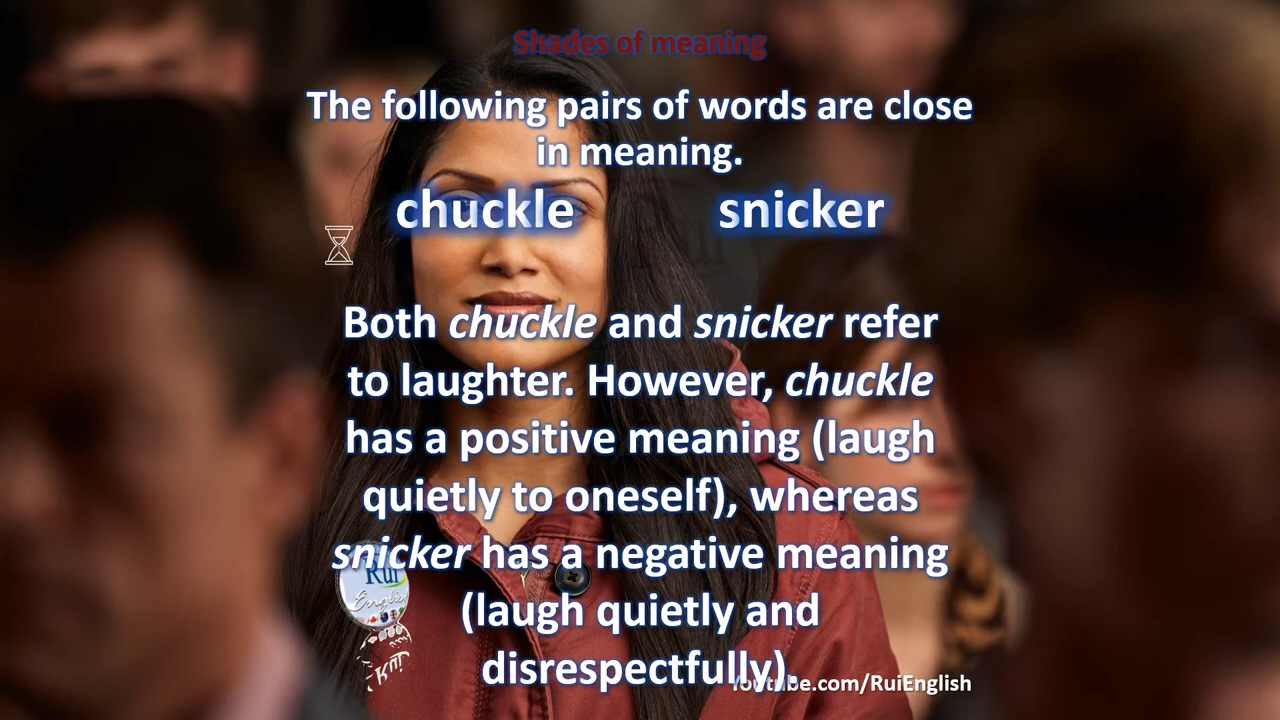 Shades of meaning
The following pairs of words are close
in meaning.
chuckle snicker
Both chuckle and snicker refer
to laughter. However, chuckle
has a positive meaning (laugh
quietly to oneself), whereas
snicker has a negative meaning
Rui
English
(laugh quietly and
disrespectfully).
Youtube.com/RuiEnglish